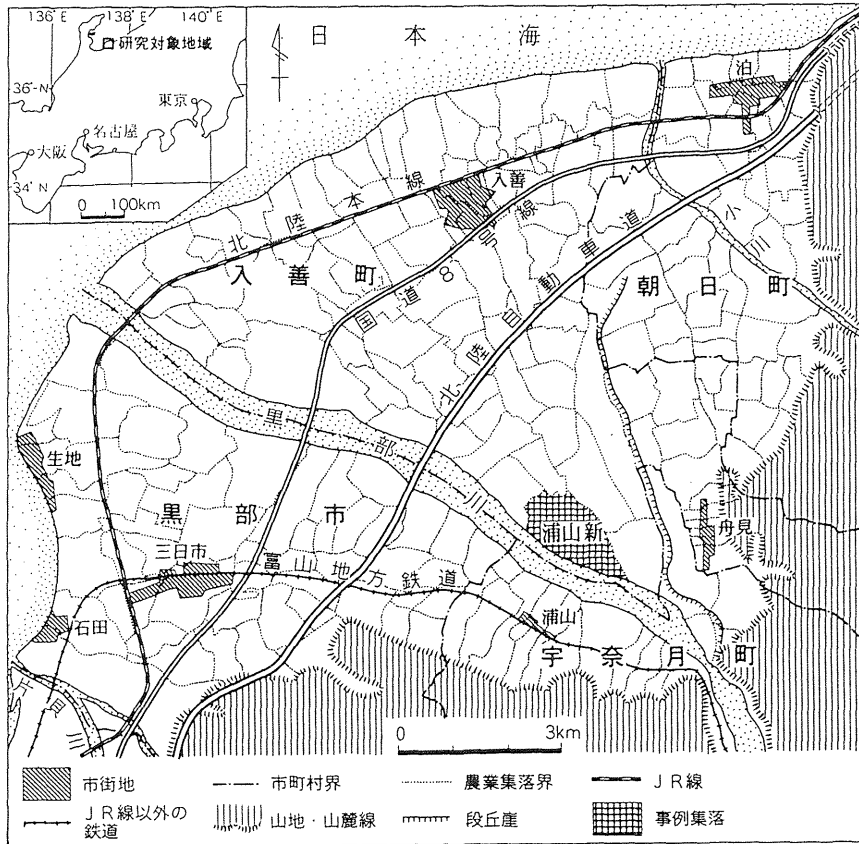 136°E
138°E
140°E
研究対象地域
36°N
東京
名古屋
大阪
34°N
0 100km
日本海
泊
入善
北陸本線
国道8号線
入善町
北陸自動車道
小川
朝日町
黒部川
生地
黒部市
三日市
富山地方鉄道
石田
片貝川
浦山新
舟見
浦山
宇奈月町
0 3km
市街地
市町村界
農業集落界
JR線
JR線以外の
鉄道
山地・山麓線
段丘崖
事例集落